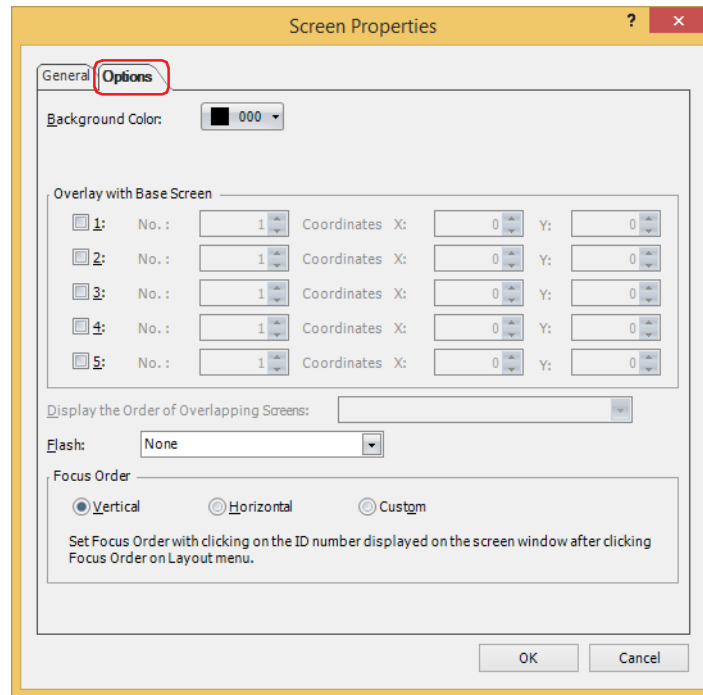 Screen Properties
? ×
General Options
Background Color: 000
Overlay with Base Screen
1: No. : 1 Coordinates X: 0 Y: 0
2: No. : 1 Coordinates X: 0 Y: 0
3: No. : 1 Coordinates X: 0 Y: 0
4: No. : 1 Coordinates X: 0 Y: 0
5: No. : 1 Coordinates X: 0 Y: 0
Display the Order of Overlapping Screens:
Flash: None
Focus Order
Vertical Horizontal Custom
Set Focus Order with clicking on the ID number displayed on the screen window after clicking
Focus Order on Layout menu.
OK Cancel